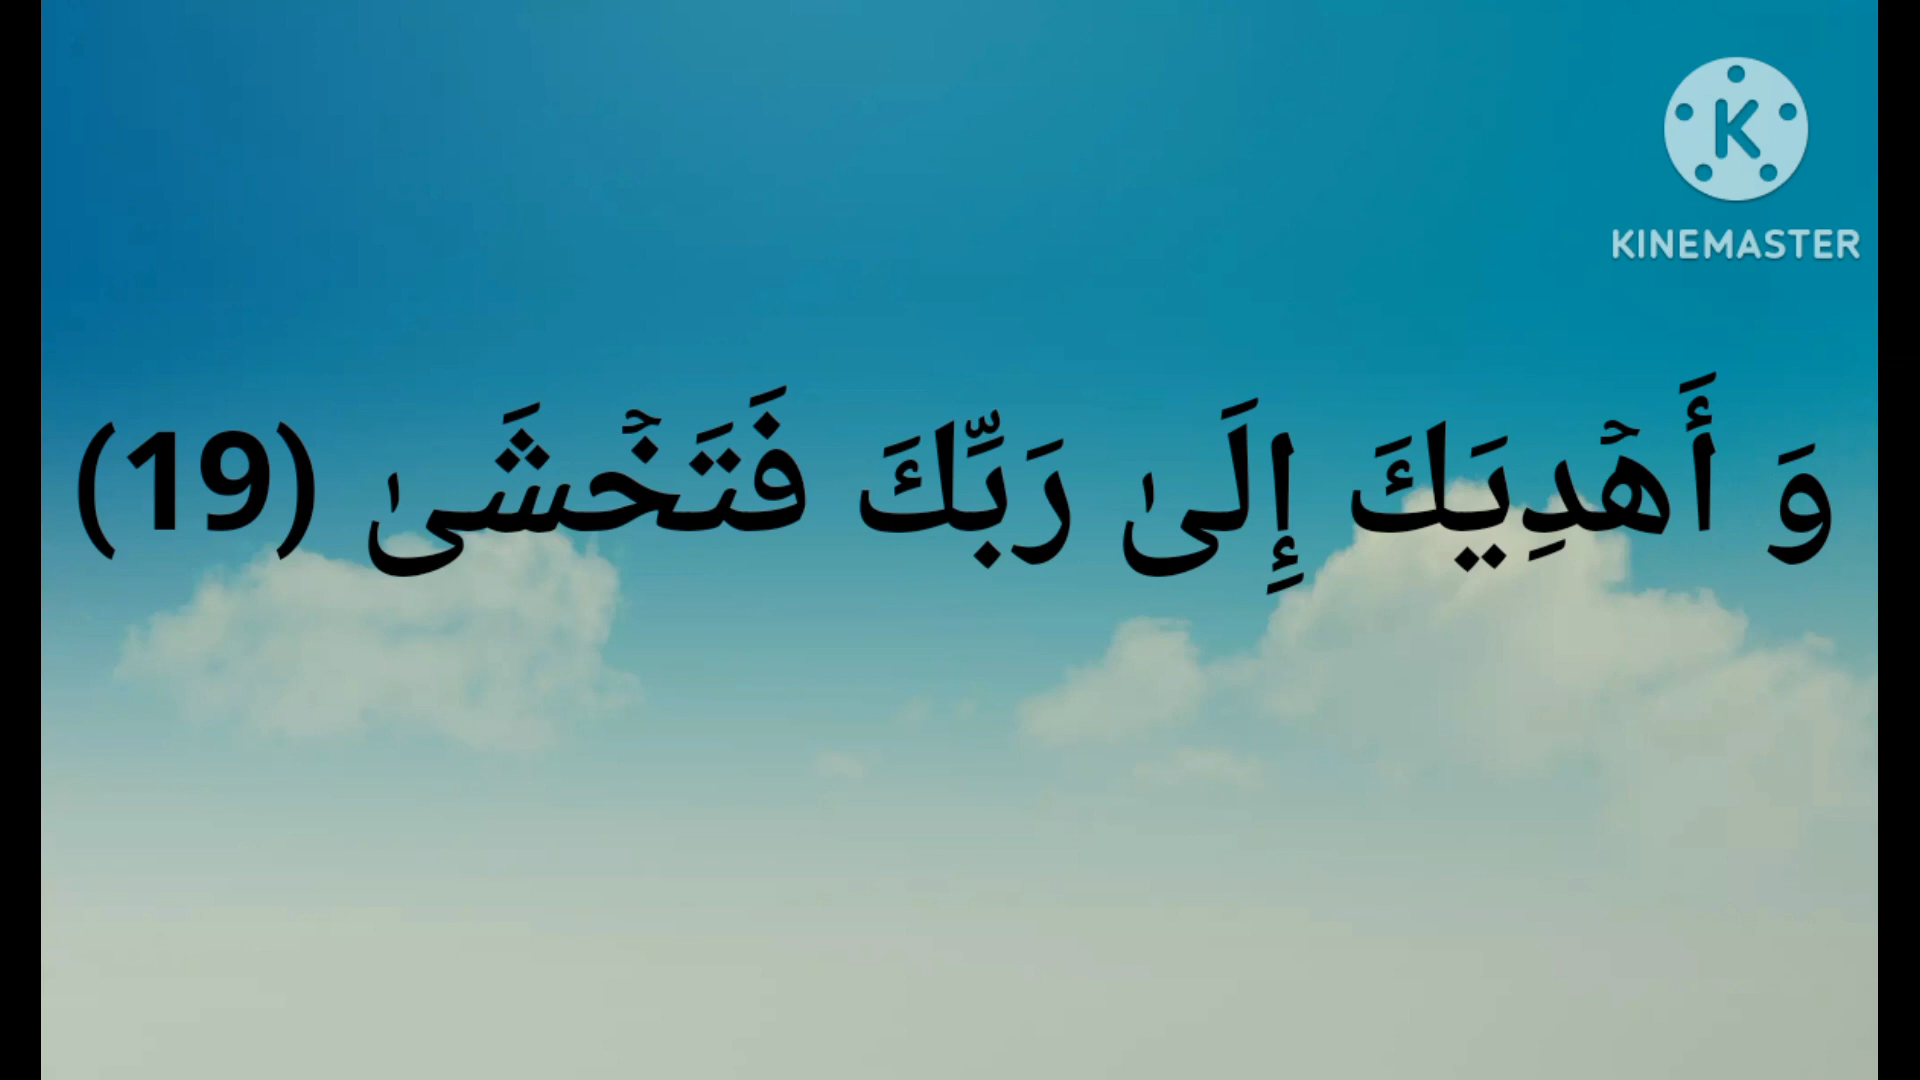 KINEMASTER
وَ أَهۡدِيَكَ إِلَىٰ رَبِّكَ فَتَخۡشَىٰ (19)